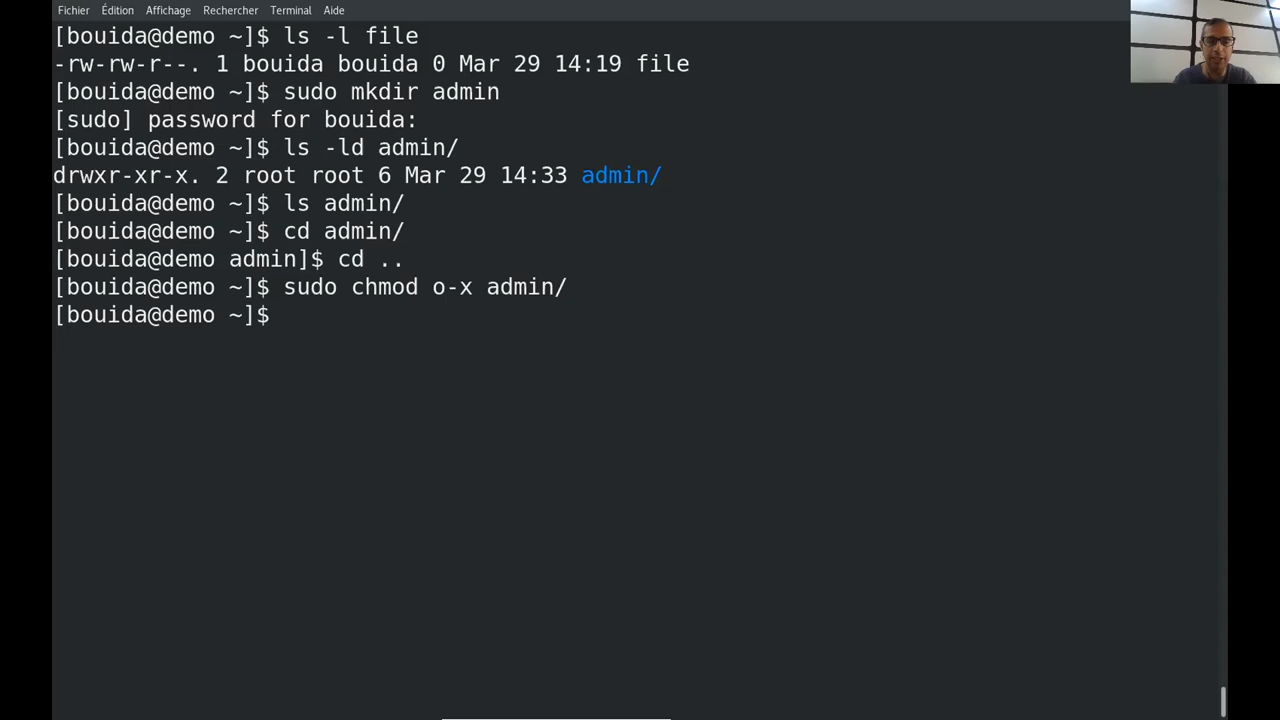 Fichier Édition Affichage Rechercher Terminal Aide
[bouida@demo ~]$ ls -l file
-rw-rw-r--. 1 bouida bouida 0 Mar 29 14:19 file
[bouida@demo ~]$ sudo mkdir admin
[sudo] password for bouida:
[bouida@demo ~]$ ls -ld admin/
drwxr-xr-x. 2 root root 6 Mar 29 14:33 admin/
[bouida@demo ~]$ ls admin/
[bouida@demo ~]$ cd admin/
[bouida@demo admin]$ cd ..
[bouida@demo ~]$ sudo chmod o-x admin/
[bouida@demo ~]$